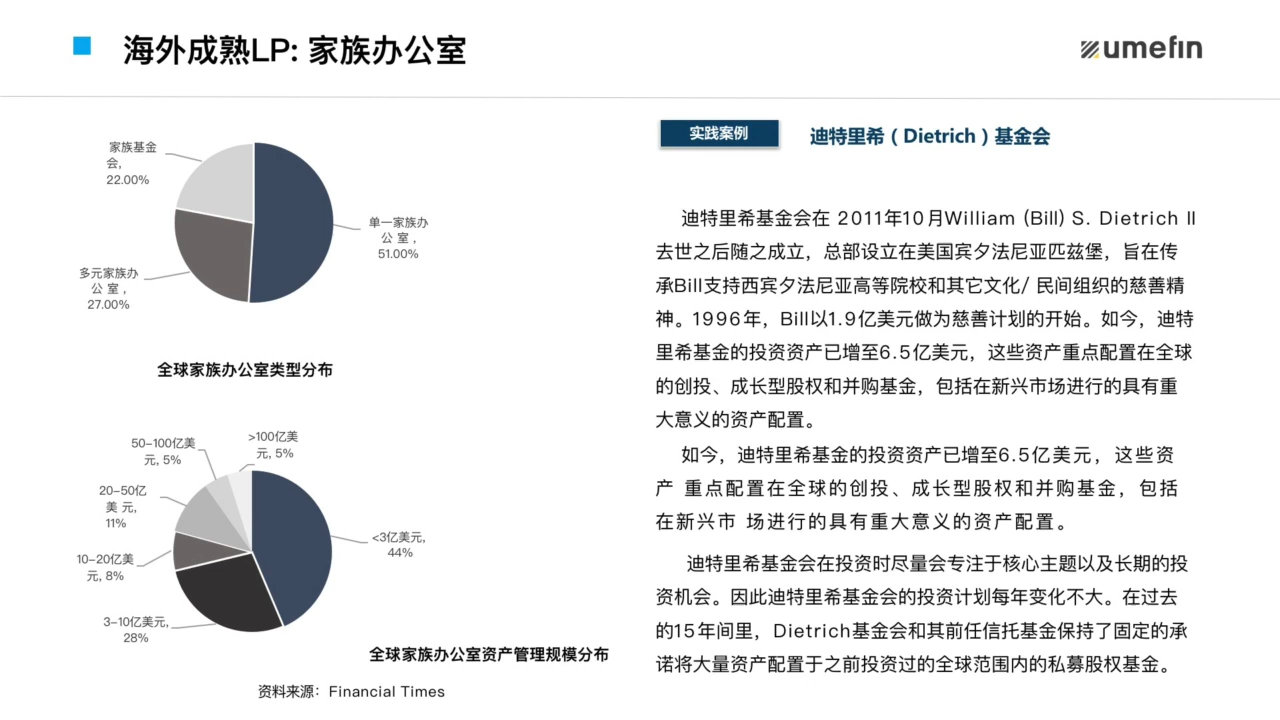 海外成熟LP: 家族办公室
umefin
家族基金
会,
22.00%
单一家族办
公 室 ,
51.00%
多元家族办
公 室 ,
27.00%
全球家族办公室类型分布
50-100亿美
元, 5%
>100亿美
元, 5%
20-50亿
美 元,
11%
<3亿美元,
44%
10-20亿美
元, 8%
3-10亿美元,
28%
全球家族办公室资产管理规模分布
资料来源：Financial Times
实践案例
迪特里希（Dietrich）基金会
迪特里希基金会在 2011年10月William (Bill) S. Dietrich II
去世之后随之成立，总部设立在美国宾夕法尼亚匹兹堡，旨在传
承Bill支持西宾夕法尼亚高等院校和其它文化/ 民间组织的慈善精
神。1996年，Bill以1.9亿美元做为慈善计划的开始。如今，迪特
里希基金的投资资产已增至6.5亿美元，这些资产重点配置在全球
的创投、成长型股权和并购基金，包括在新兴市场进行的具有重
大意义的资产配置。
如今，迪特里希基金的投资资产已增至6.5亿美元，这些资
产 重点配置在全球的创投、成长型股权和并购基金，包括
在新兴市 场进行的具有重大意义的资产配置。
迪特里希基金会在投资时尽量会专注于核心主题以及长期的投
资机会。因此迪特里希基金会的投资计划每年变化不大。在过去
的15年间里，Dietrich基金会和其前任信托基金保持了固定的承
诺将大量资产配置于之前投资过的全球范围内的私募股权基金。